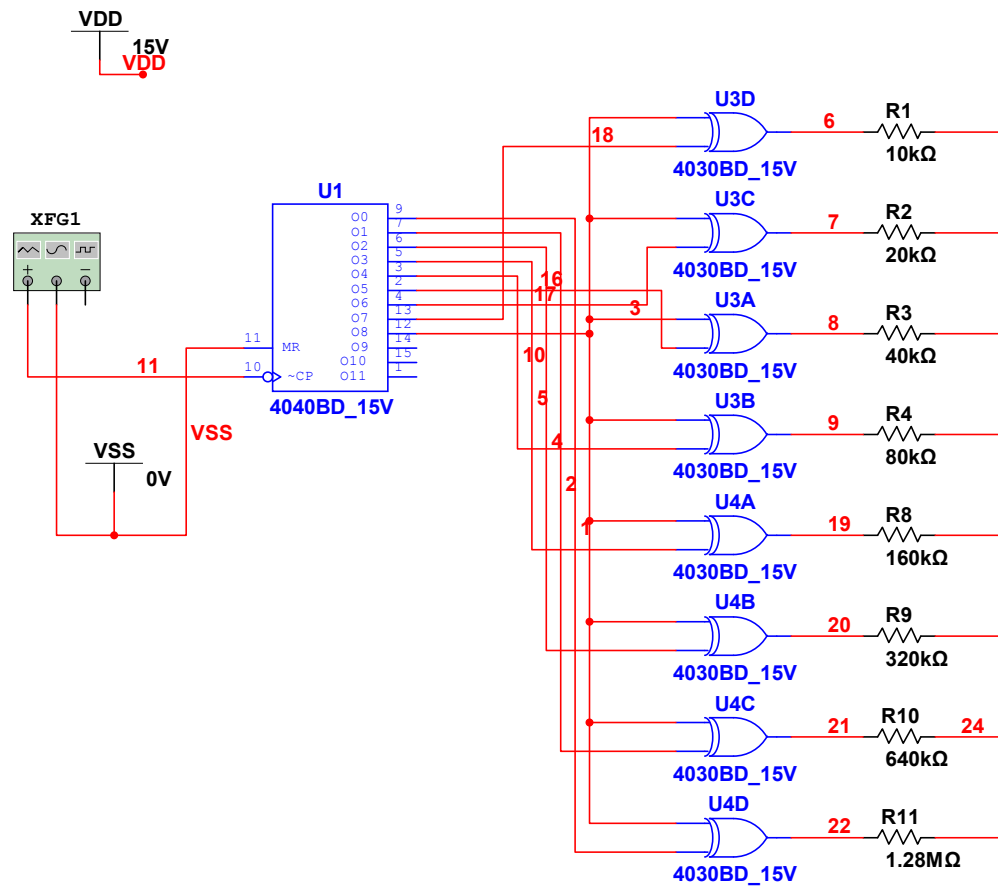 VDD
15V
VDD
XFG1
+
−
11
VSS
VSS
0V
U1
11
MR
10
~CP
O0
O1
O2
O3
O4
O5
O6
O7
O8
O9
O10
O11
9
7
6
5
3
2
4
13
12
14
15
1
4040BD_15V
18
16
17
3
10
5
4
2
1
U3D
4030BD_15V
6
R1
10kΩ
U3C
4030BD_15V
7
R2
20kΩ
U3A
4030BD_15V
8
R3
40kΩ
U3B
4030BD_15V
9
R4
80kΩ
U4A
4030BD_15V
19
R8
160kΩ
U4B
4030BD_15V
20
R9
320kΩ
U4C
4030BD_15V
21
R10
24
640kΩ
U4D
4030BD_15V
22
R11
1.28MΩ